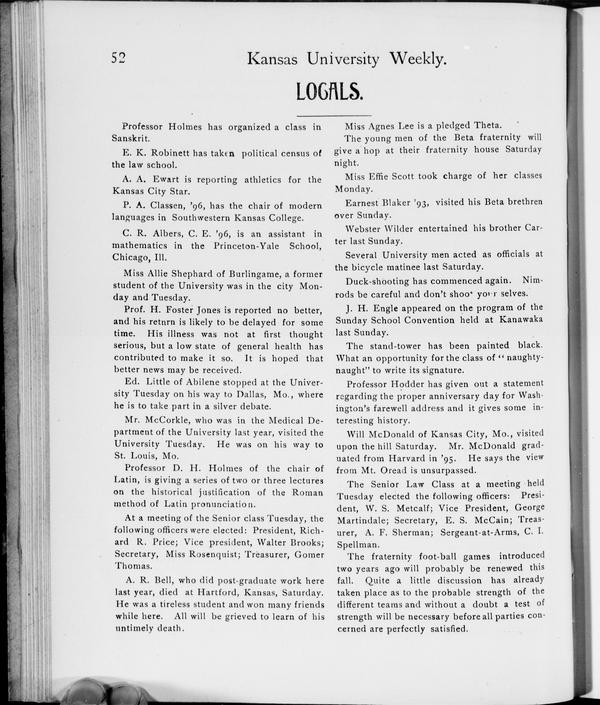 52
Kansas University Weekly.
LOCALS.
Professor Holmes has organized a class in
Sanskrit.
E. K. Robinett has taken political census of
the law school.
A. A. Ewart is reporting athletics for the
Kansas City Star.
P. A. Classen, '96, has the chair of modern
languages in Southwestern Kansas College.
C. R. Albers, C. E. '96, is an assistant in
mathematics in the Princeton-Yale School,
Chicago, Ill.
Miss Allie Shephard of Burlingame, a former
student of the University was in the city Mon-
day and Tuesday.
Prof. H. Foster Jones is reported no better,
and his return is likely to be delayed for some
time. His illness was not at first thought
serious, but a low state of general health has
contributed to make it so. It is hoped that
better news may be received.
Ed. Little of Abilene stopped at the Univer-
sity Tuesday on his way to Dallas, Mo., where
he is to take part in a silver debate.
Mr. McCorkle, who was in the Medical De-
partment of the University last year, visited the
University Tuesday. He was on his way to
St. Louis, Mo.
Professor D. H. Holmes of the chair of
Latin, is giving a series of two or three lectures
on the historical justification of the Roman
method of Latin pronunciation.
At a meeting of the Senior class Tuesday, the
following officers were elected: President, Rich-
ard R. Price; Vice president, Walter Brooks;
Secretary, Miss Rosenquist; Treasurer, Gomer
Thomas.
A. R. Bell, who did post-graduate work here
last year, died at Hartford, Kansas, Saturday.
He was a tireless student and won many friends
while here. All will be grieved to learn of his
untimely death.
Miss Agnes Lee is a pledged Theta.
The young men of the Beta fraternity will
give a hop at their fraternity house Saturday
night.
Miss Effie Scott took charge of her classes
Monday.
Earnest Blaker '93, visited his Beta brethren
over Sunday.
Webster Wilder entertained his brother Car-
ter last Sunday.
Several University men acted as officials at
the bicycle matinee last Saturday.
Duck-shooting has commenced again. Nim-
rods be careful and don't shoot your selves.
J. H. Engle appeared on the program of the
Sunday School Convention held at Kanawaka
last Sunday.
The stand-tower has been painted black.
What an opportunity for the class of "naughty-
naught" to write its signature.
Professor Hodder has given out a statement
regarding the proper anniversary day for Wash-
ington's farewell address and it gives some in-
teresting history.
Will McDonald of Kansas City, Mo., visited
upon the hill Saturday. Mr. McDonald grad-
uated from Harvard in '95. He says the view
from Mt. Oread is unsurpassed.
The Senior Law Class at a meeting held
Tuesday elected the following officers: Presi-
dent, W. S. Metcalf; Vice President, George
Martindale; Secretary, E. S. McCain; Treas-
urer, A. F. Sherman; Sergeant-at-Arms, C. I.
Spellman.
The fraternity foot-ball games introduced
two years ago will probably be renewed this
fall. Quite a little discussion has already
taken place as to the probable strength of the
different teams and without a doubt a test of
strength will be necessary before all parties con-
cerned are perfectly satisfied.